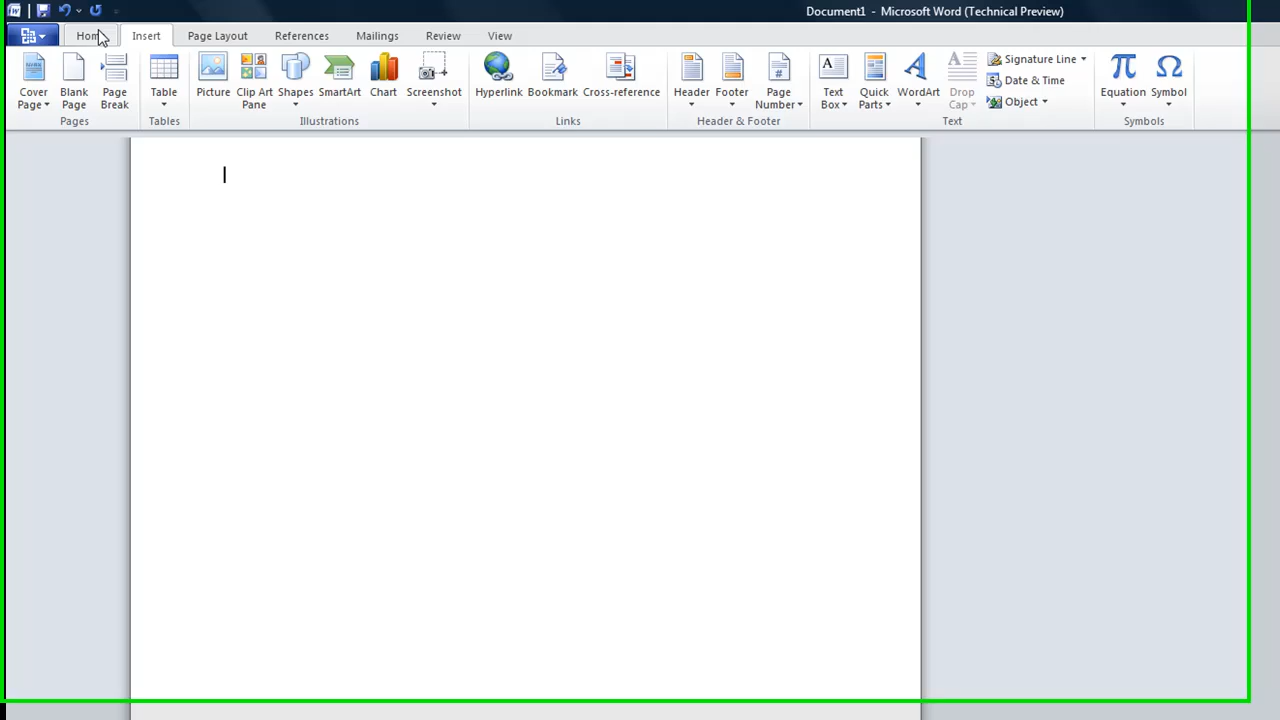 Document1 - Microsoft Word (Technical Preview)
Home Insert Page Layout References Mailings Review View
Cover Page Blank Page Page Break Table Picture Clip Art Pane Shapes SmartArt Chart Screenshot Hyperlink Bookmark Cross-reference Header Footer Page Number Text Box Quick Parts WordArt Drop Cap Signature Line Date & Time Object Equation Symbol
Pages Tables Illustrations Links Header & Footer Text Symbols